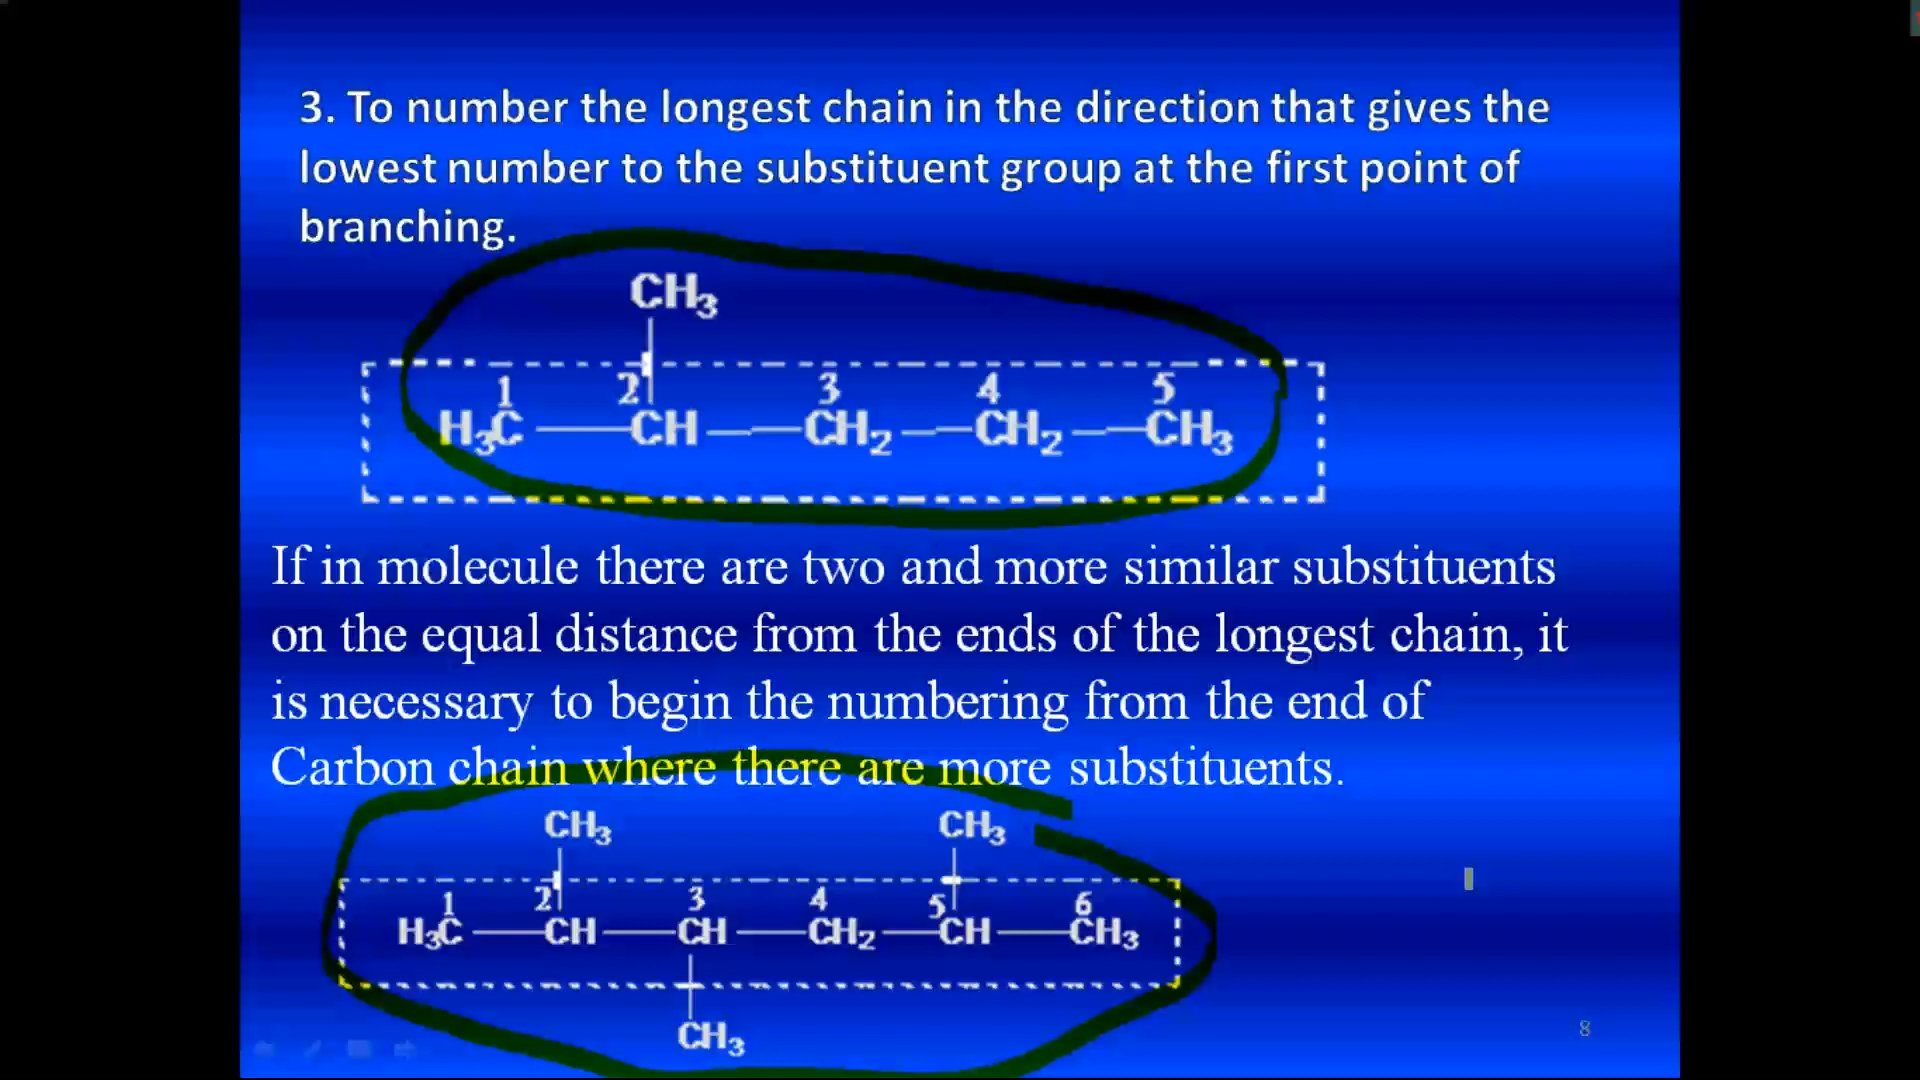 3. To number the longest chain in the direction that gives the
lowest number to the substituent group at the first point of
branching.
CH₃
1 2 3 4 5
H₃C—CH—CH₂—CH₂—CH₃
If in molecule there are two and more similar substituents
on the equal distance from the ends of the longest chain, it
is necessary to begin the numbering from the end of
Carbon chain where there are more substituents.
CH₃ CH₃
1 2 3 4 5 6
H₃C—CH—CH—CH₂—CH—CH₃
CH₃
8